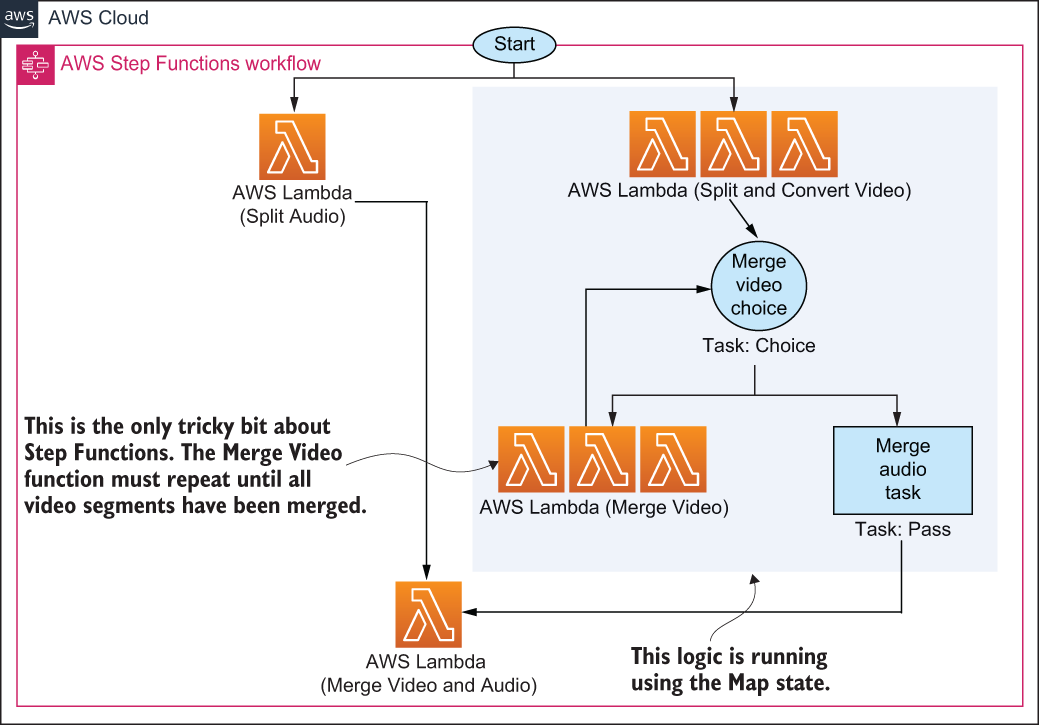 aws
AWS Cloud
Start
AWS Step Functions workflow
AWS Lambda
(Split Audio)
AWS Lambda (Split and Convert Video)
Merge
video
choice
Task: Choice
This is the only tricky bit about
Step Functions. The Merge Video
function must repeat until all
video segments have been merged.
AWS Lambda (Merge Video)
Merge
audio
task
Task: Pass
AWS Lambda
(Merge Video and Audio)
This logic is running
using the Map state.